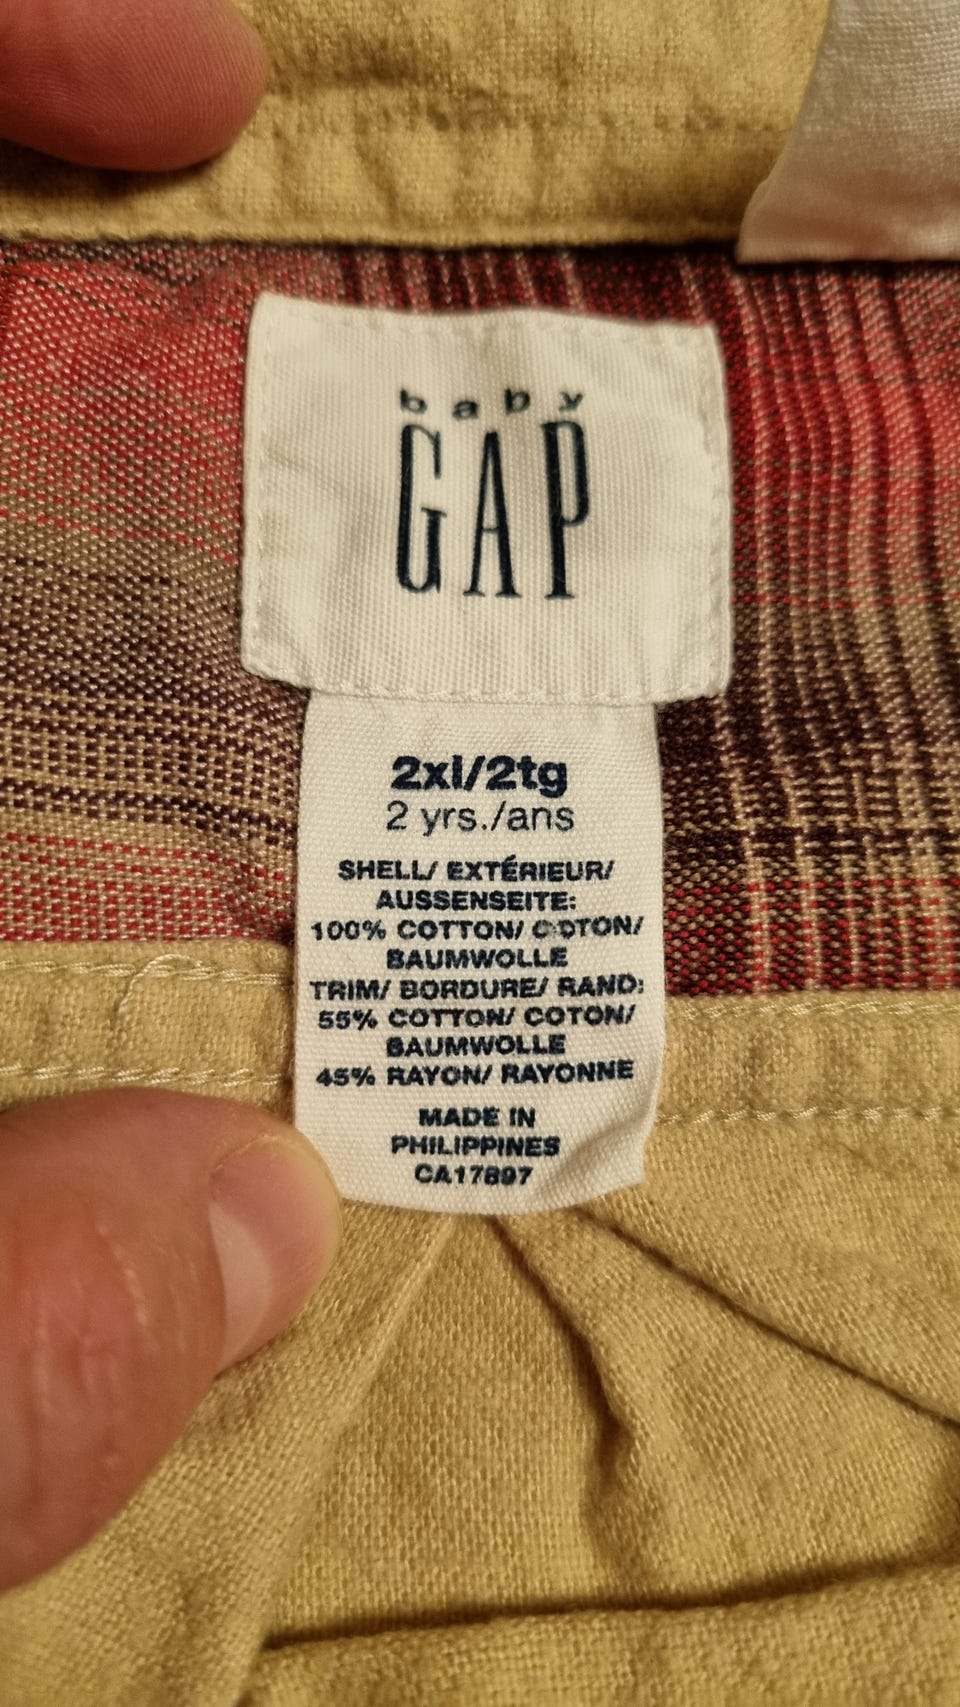 baby
GAP
2xl/2tg
2 yrs./ans
SHELL/ EXTÉRIEUR/
AUSSENSEITE:
100% COTTON/ COTON/
BAUMWOLLE
TRIM/ BORDURE/ RAND:
55% COTTON/ COTON/
BAUMWOLLE
45% RAYON/ RAYONNE
MADE IN
PHILIPPINES
CA17897